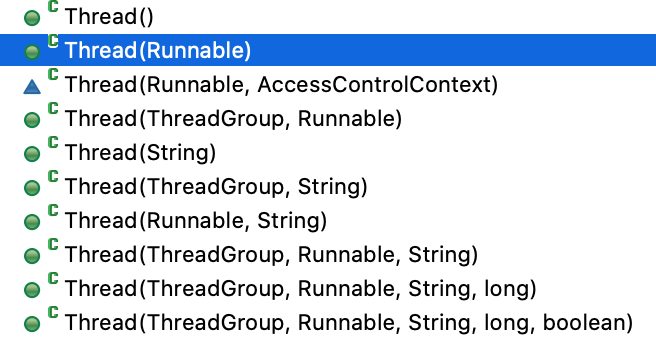 C Thread()
C Thread(Runnable)
C Thread(Runnable, AccessControlContext)
C Thread(ThreadGroup, Runnable)
C Thread(String)
C Thread(ThreadGroup, String)
C Thread(Runnable, String)
C Thread(ThreadGroup, Runnable, String)
C Thread(ThreadGroup, Runnable, String, long)
C Thread(ThreadGroup, Runnable, String, long, boolean)